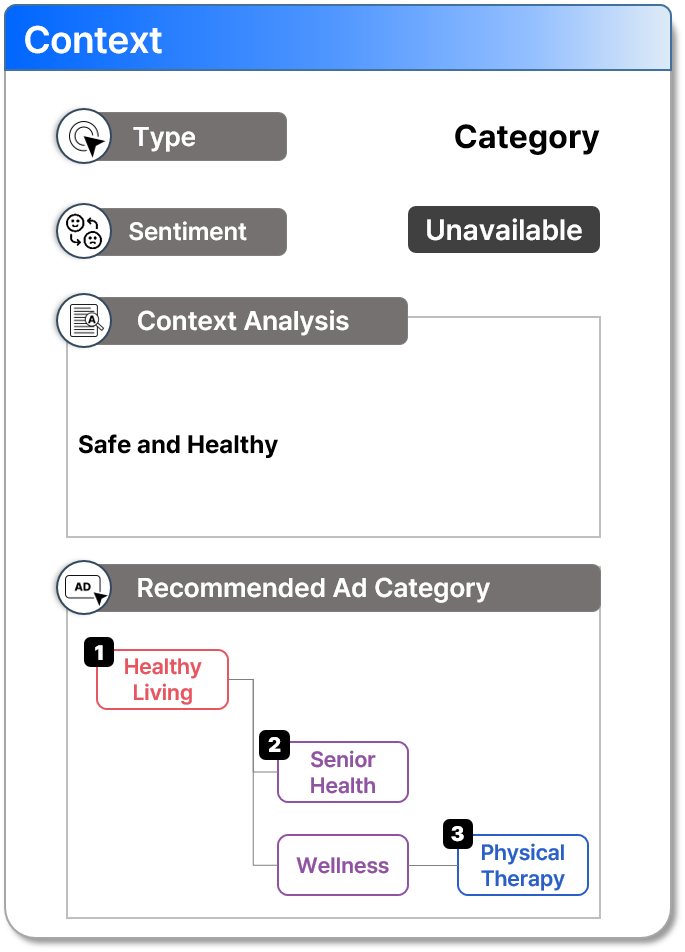 Context
Type
Category
Sentiment
Unavailable
A
Context Analysis
Safe and Healthy
AD
Recommended Ad Category
1
Healthy
Living
2
Senior
Health
Wellness
3
Physical
Therapy